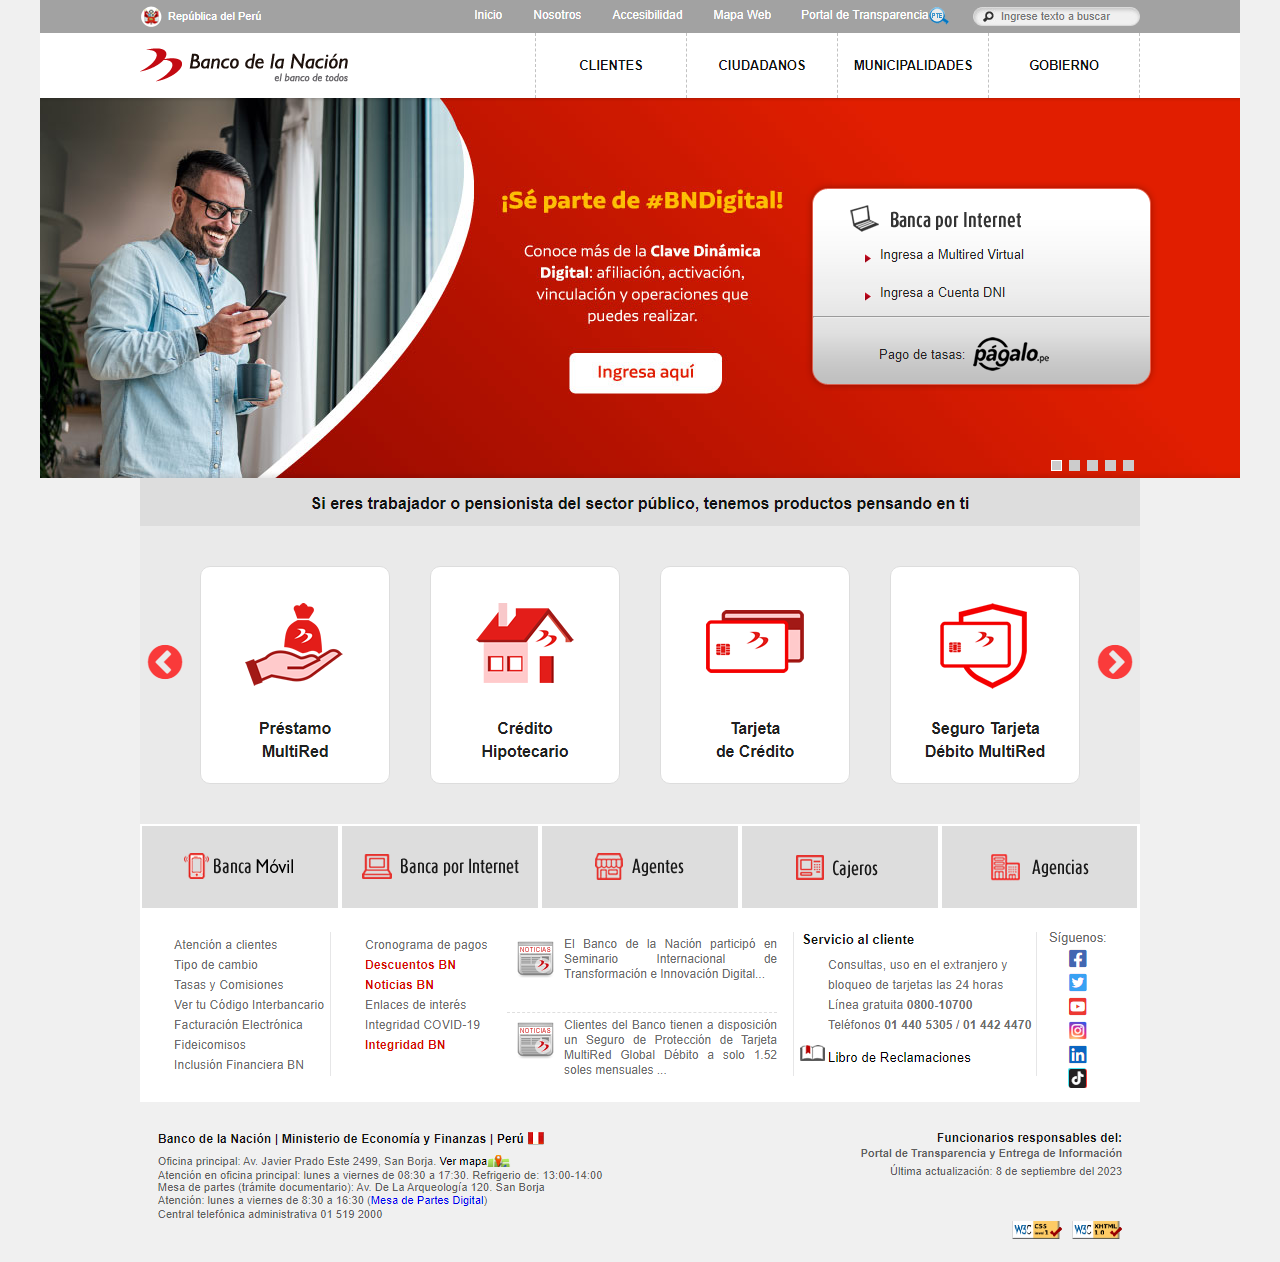 República del Perú
Inicio
Nosotros
Accesibilidad
Mapa Web
Portal de Transparencia
PTE
Ingrese texto a buscar
Banco de la Nación
el banco de todos
CLIENTES
CIUDADANOS
MUNICIPALIDADES
GOBIERNO
¡Sé parte de #BNDigital!
Conoce más de la Clave Dinámica
Digital: afiliación, activación,
vinculación y operaciones que
puedes realizar.
Ingresa aquí
Banca por Internet
Ingresa a Multired Virtual
Ingresa a Cuenta DNI
Pago de tasas: págalo.pe
Si eres trabajador o pensionista del sector público, tenemos productos pensando en ti
Préstamo
MultiRed
Crédito
Hipotecario
Tarjeta
de Crédito
Seguro Tarjeta
Débito MultiRed
Banca Móvil
Banca por Internet
Agentes
Cajeros
Agencias
Atención a clientes
Tipo de cambio
Tasas y Comisiones
Ver tu Código Interbancario
Facturación Electrónica
Fideicomisos
Inclusión Financiera BN
Cronograma de pagos
Descuentos BN
Noticias BN
Enlaces de interés
Integridad COVID-19
Integridad BN
NOTICIAS
El Banco de la Nación participó en
Seminario Internacional de
Transformación e Innovación Digital...
NOTICIAS
Clientes del Banco tienen a disposición
un Seguro de Protección de Tarjeta
MultiRed Global Débito a solo 1.52
soles mensuales ...
Servicio al cliente
Consultas, uso en el extranjero y
bloqueo de tarjetas las 24 horas
Línea gratuita 0800-10700
Teléfonos 01 440 5305 / 01 442 4470
Libro de Reclamaciones
Síguenos:
Banco de la Nación | Ministerio de Economía y Finanzas | Perú
Oficina principal: Av. Javier Prado Este 2499, San Borja. Ver mapa
Atención en oficina principal: lunes a viernes de 08:30 a 17:30. Refrigerio de: 13:00-14:00
Mesa de partes (trámite documentario): Av. De La Arqueología 120. San Borja
Atención: lunes a viernes de 8:30 a 16:30 (Mesa de Partes Digital)
Central telefónica administrativa 01 519 2000
Funcionarios responsables del:
Portal de Transparencia y Entrega de Información
Última actualización: 8 de septiembre del 2023
W3C CSS
W3C XHTML 1.0